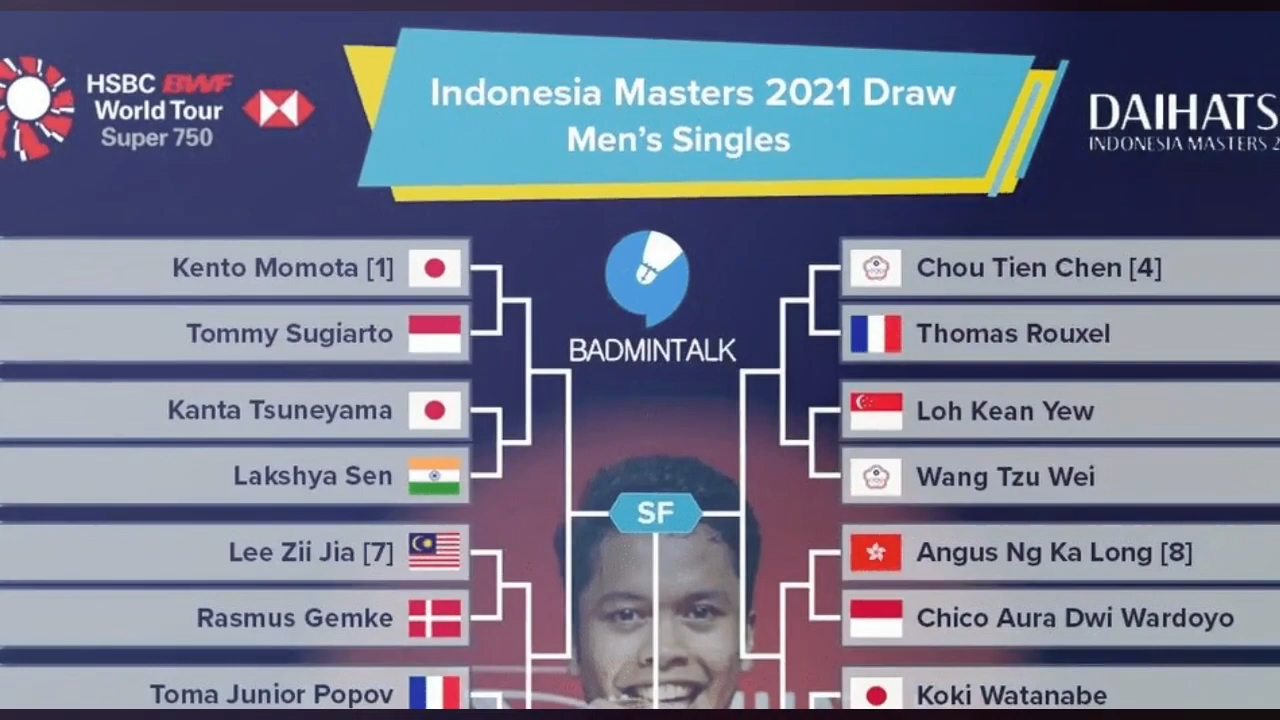 HSBC BWF
World Tour
Super 750
Indonesia Masters 2021 Draw
Men's Singles
DAIHATS
INDONESIA MASTERS 2
BADMINTALK
Kento Momota [1]
Tommy Sugiarto
Kanta Tsuneyama
Lakshya Sen
Lee Zii Jia [7]
Rasmus Gemke
Toma Junior Popov
SF
Chou Tien Chen [4]
Thomas Rouxel
Loh Kean Yew
Wang Tzu Wei
Angus Ng Ka Long [8]
Chico Aura Dwi Wardoyo
Koki Watanabe